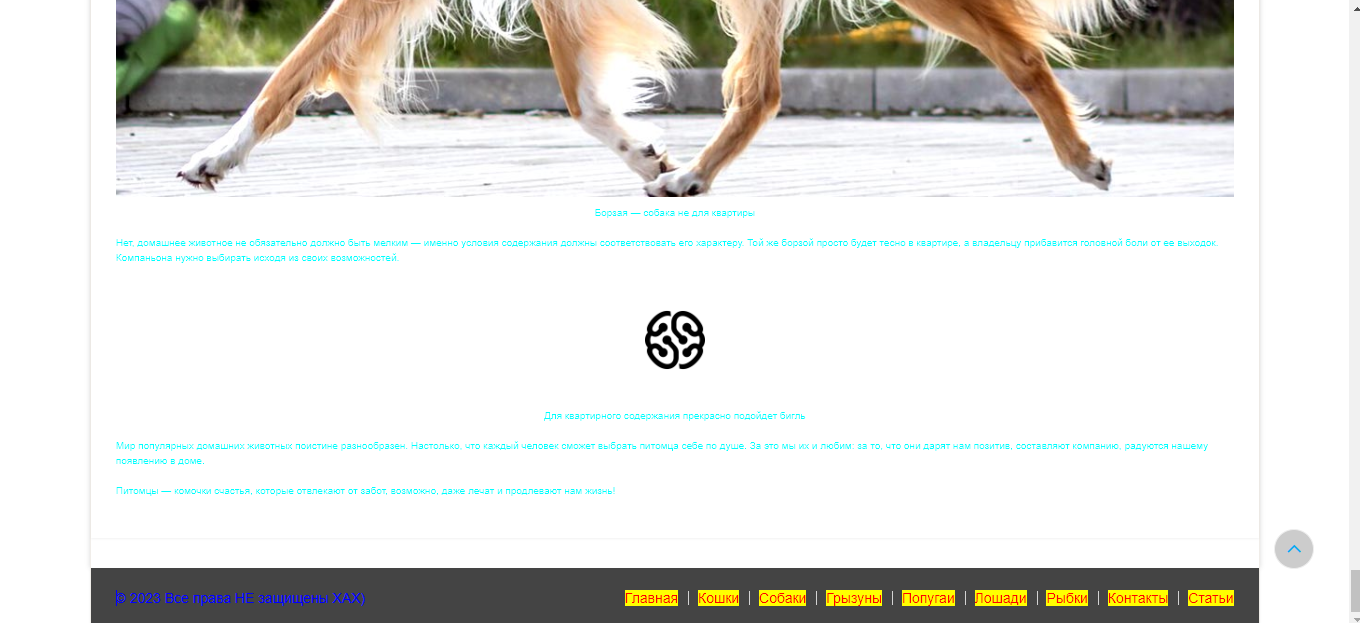 Борзая — собака не для квартиры
Нет, домашнее животное не обязательно должно быть мелким — именно условия содержания должны соответствовать его характеру. Той же борзой просто будет тесно в квартире, а владельцу прибавится головной боли от ее выходок.
Компаньона нужно выбирать исходя из своих возможностей.
Для квартирного содержания прекрасно подойдет бигль
Мир популярных домашних животных поистине разнообразен. Настолько, что каждый человек сможет выбрать питомца себе по душе. За это мы их и любим: за то, что они дарят нам позитив, составляют компанию, радуются нашему
появлению в доме.
Питомцы — комочки счастья, которые отвлекают от забот, возможно, даже лечат и продлевают нам жизнь!
© 2023 Все права НЕ защищены ХАХ) Главная | Кошки | Собаки | Грызуны | Попугаи | Лошади | Рыбки | Контакты | Статьи